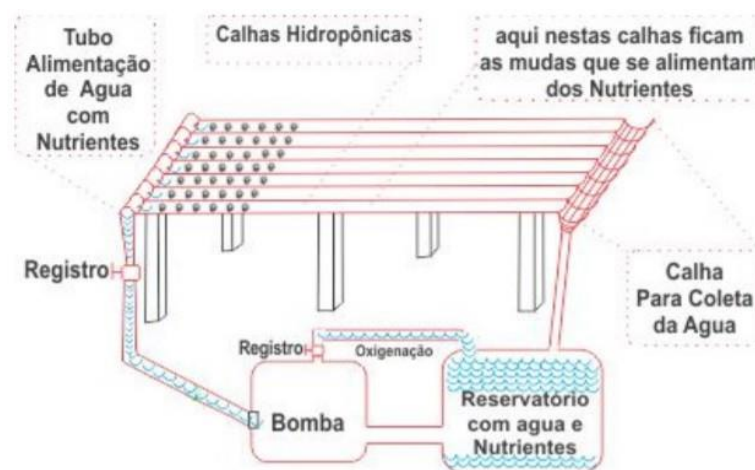 Tubo
Alimentação
de Agua
com
Nutrientes
Calhas Hidropônicas
aqui nestas calhas ficam
as mudas que se alimentam
dos Nutrientes
Registro
Calha
Para Coleta
da Agua
Registro
Oxigenação
Bomba
Reservatório
com agua e
Nutrientes